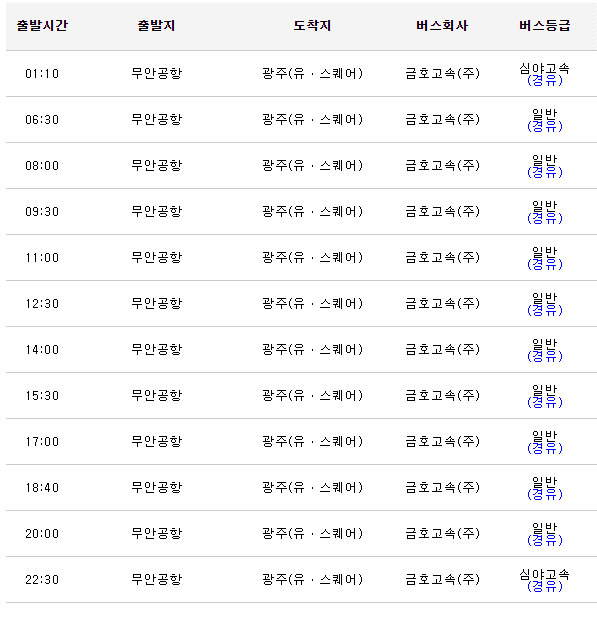 출발시간 출발지 도착지 버스회사 버스등급
01:10 무안공항 광주(유·스퀘어) 금호고속(주) 심야고속
(경유)
06:30 무안공항 광주(유·스퀘어) 금호고속(주) 일반
(경유)
08:00 무안공항 광주(유·스퀘어) 금호고속(주) 일반
(경유)
09:30 무안공항 광주(유·스퀘어) 금호고속(주) 일반
(경유)
11:00 무안공항 광주(유·스퀘어) 금호고속(주) 일반
(경유)
12:30 무안공항 광주(유·스퀘어) 금호고속(주) 일반
(경유)
14:00 무안공항 광주(유·스퀘어) 금호고속(주) 일반
(경유)
15:30 무안공항 광주(유·스퀘어) 금호고속(주) 일반
(경유)
17:00 무안공항 광주(유·스퀘어) 금호고속(주) 일반
(경유)
18:40 무안공항 광주(유·스퀘어) 금호고속(주) 일반
(경유)
20:00 무안공항 광주(유·스퀘어) 금호고속(주) 일반
(경유)
22:30 무안공항 광주(유·스퀘어) 금호고속(주) 심야고속
(경유)